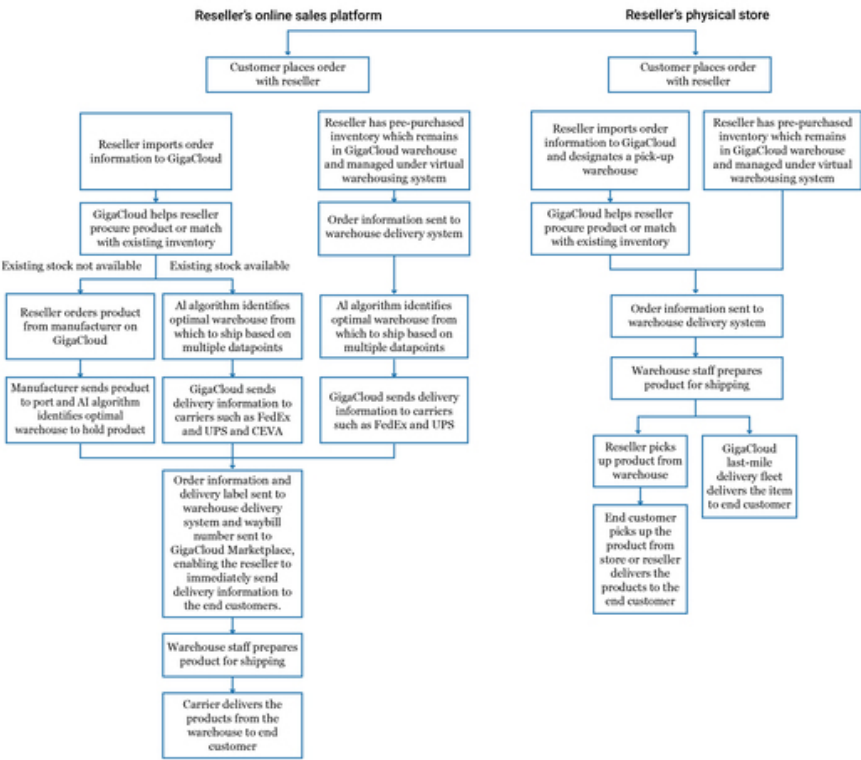 Reseller's online sales platform
Reseller's physical store
Customer places order
with reseller
Customer places order
with reseller
Reseller imports order
information to GigaCloud
Reseller has pre-purchased
inventory which remains
in GigaCloud warehouse
and managed under virtual
warehousing system
Reseller imports order
information to GigaCloud
and designates a pick-up
warehouse
Reseller has pre-purchased
inventory which remains
in GigaCloud warehouse
and managed under virtual
warehousing system
GigaCloud helps reseller
procure product or match
with existing inventory
Order information sent to
warehouse delivery system
GigaCloud helps reseller
procure product or match
with existing inventory
Existing stock not available
Existing stock available
Reseller orders product
from manufacturer on
GigaCloud
AI algorithm identifies
optimal warehouse from
which to ship based on
multiple datapoints
AI algorithm identifies
optimal warehouse from
which to ship based on
multiple datapoints
Order information sent to
warehouse delivery system
Manufacturer sends product
to port and AI algorithm
identifies optimal
warehouse to hold product
GigaCloud sends
delivery information to
carriers such as FedEx
and UPS and CEVA
GigaCloud sends delivery
information to carriers
such as FedEx and UPS
Warehouse staff prepares
product for shipping
Reseller picks
up product from
warehouse
GigaCloud
last-mile
delivery fleet
delivers the item
to end customer
Order information and
delivery label sent to
warehouse delivery
system and waybill
number sent to
GigaCloud Marketplace,
enabling the reseller to
immediately send
delivery information to
the end customers.
End customer
picks up the
product from
store or reseller
delivers the
products to the
end customer
Warehouse staff prepares
product for shipping
Carrier delivers the
products from the
warehouse to end
customer